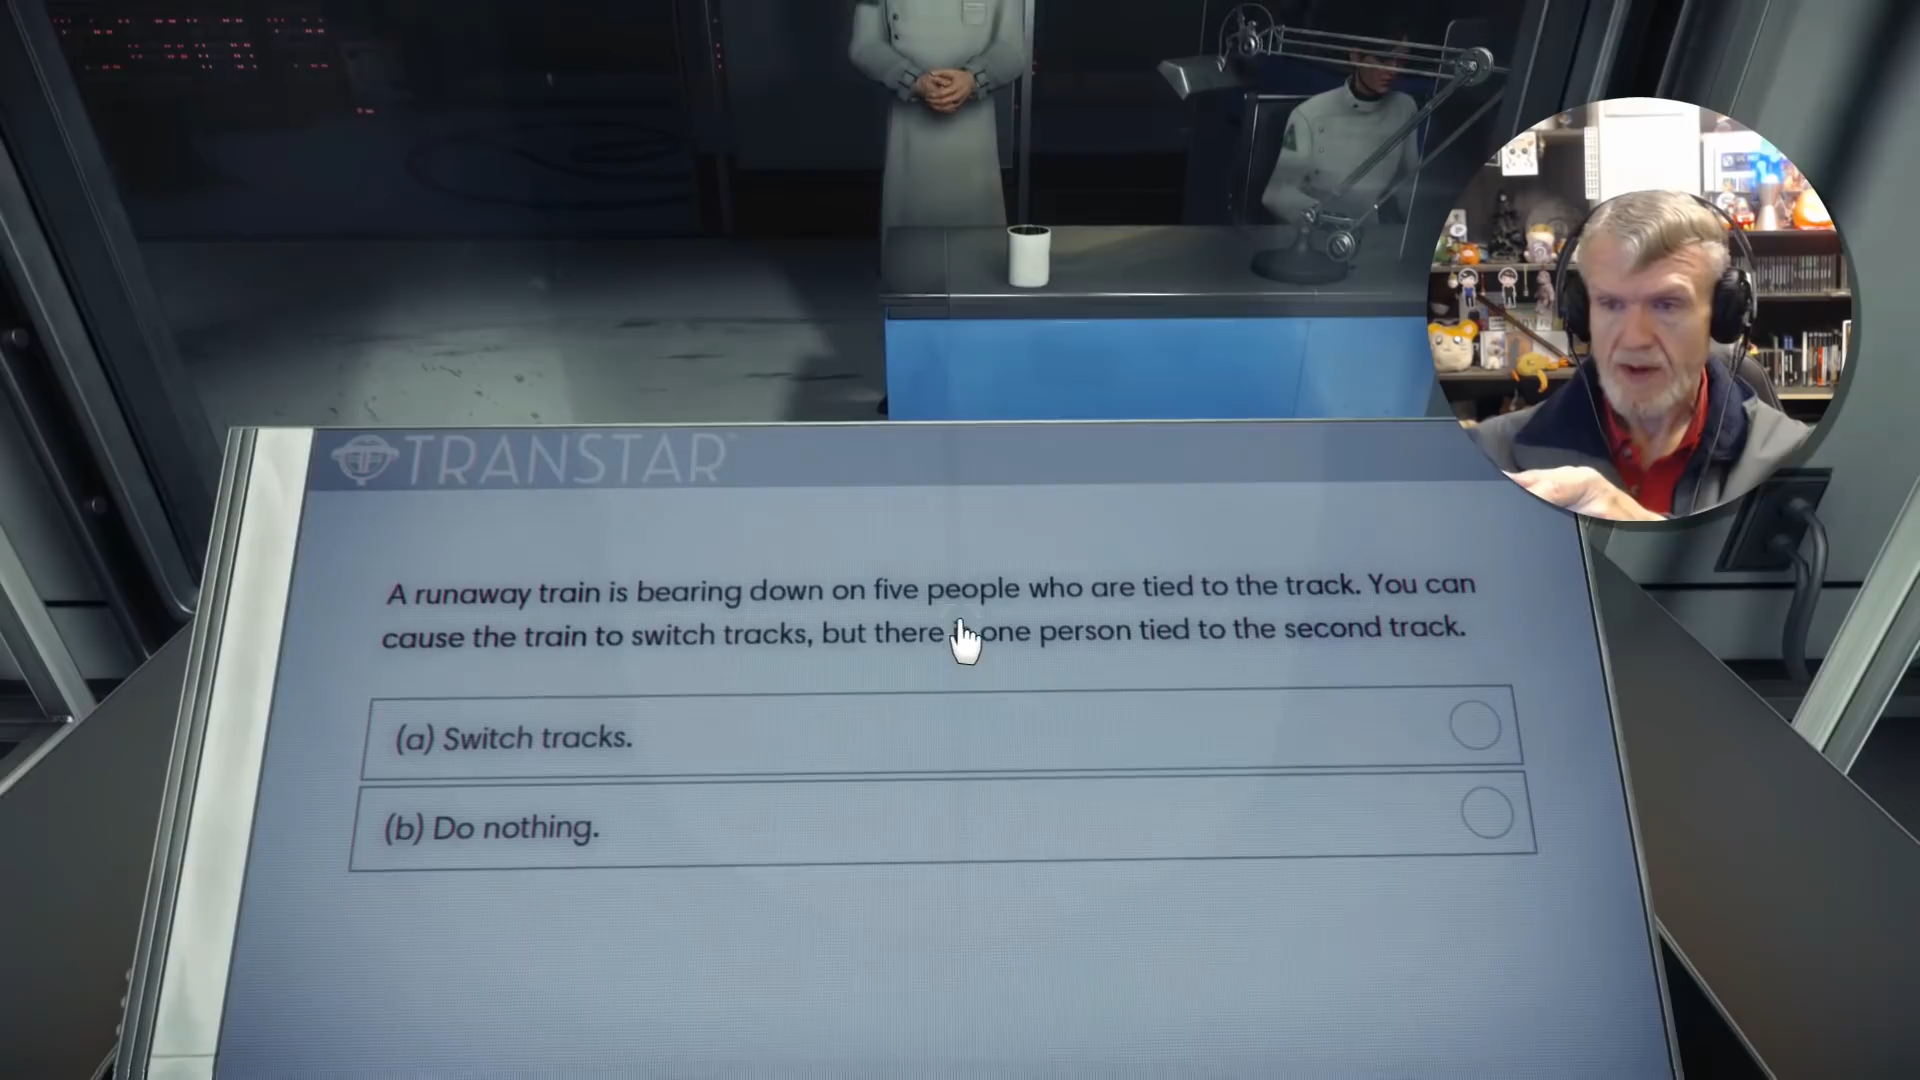 TRANSTAR
A runaway train is bearing down on five people who are tied to the track. You can
cause the train to switch tracks, but there one person tied to the second track.
(a) Switch tracks.
(b) Do nothing.